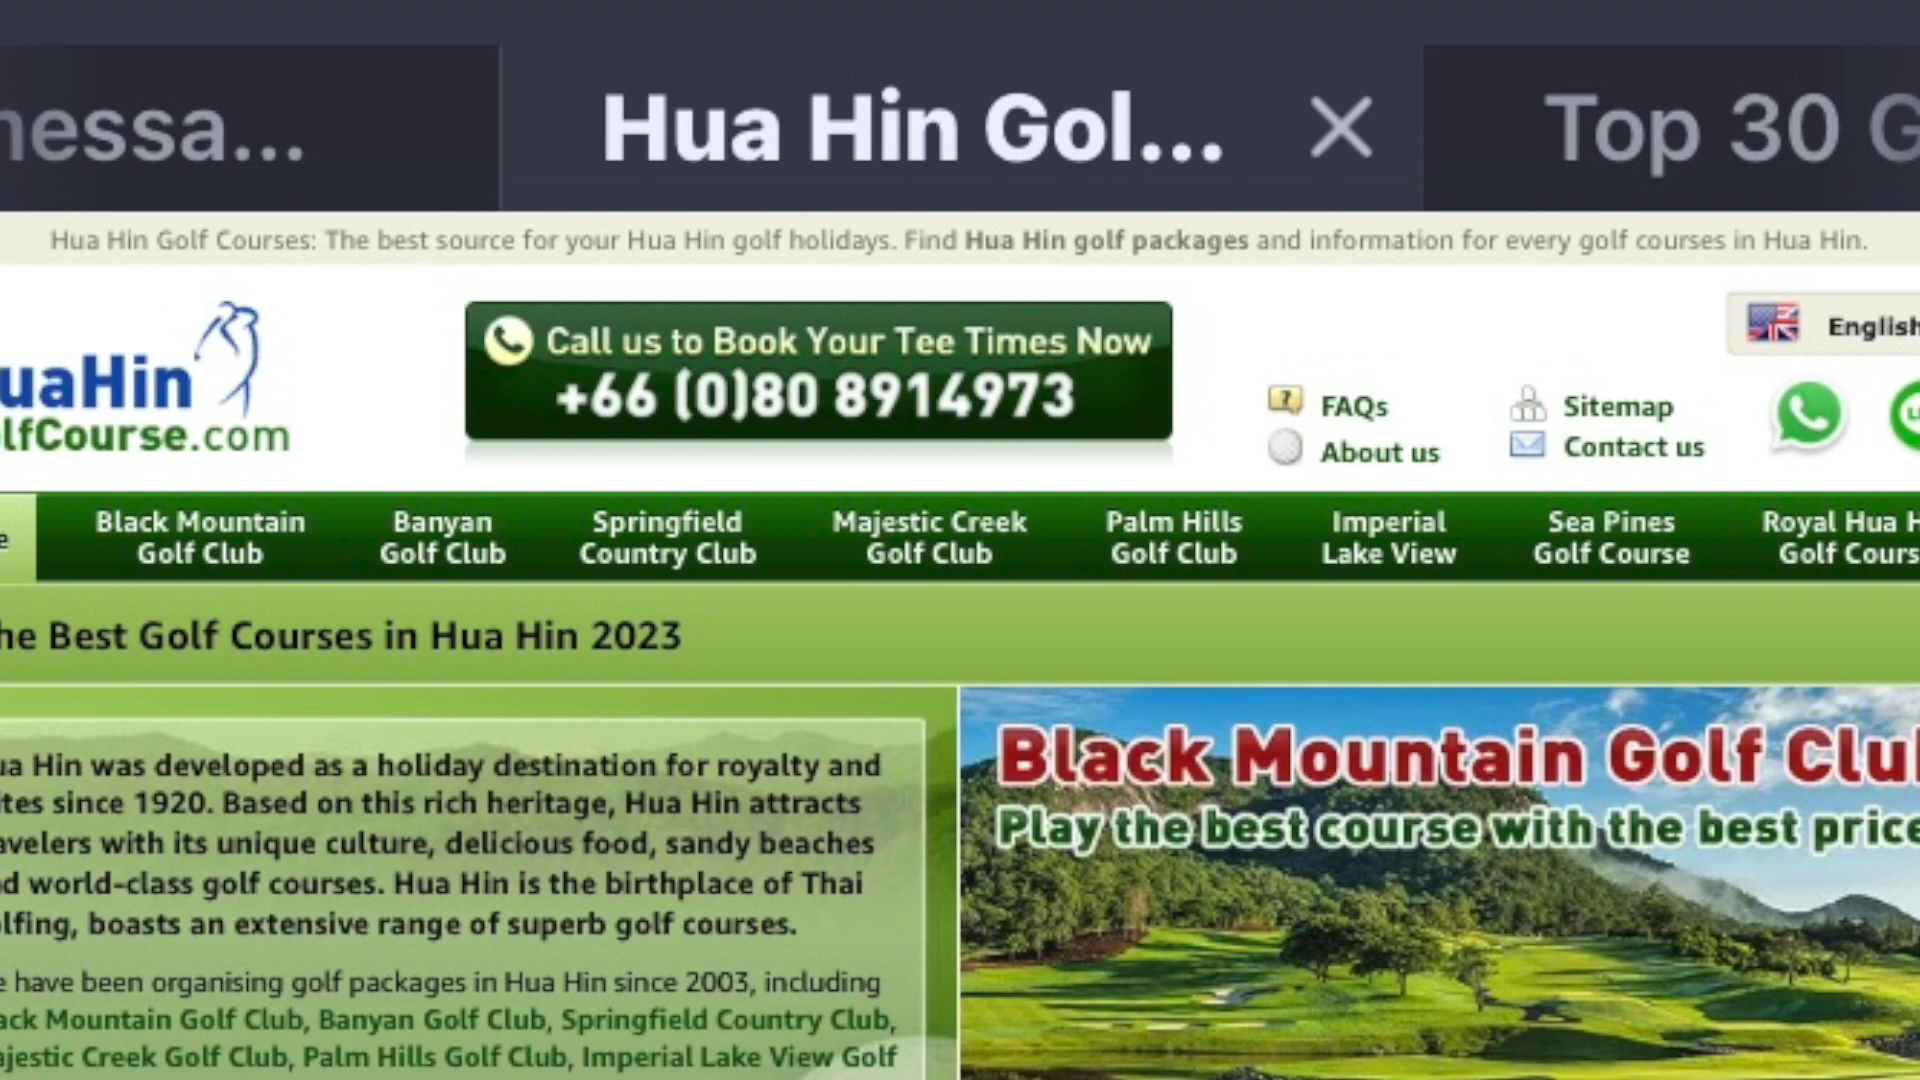 nessa...
Hua Hin Gol...
Top 30 G
Hua Hin Golf Courses: The best source for your Hua Hin golf holidays. Find Hua Hin golf packages and information for every golf courses in Hua Hin.
Call us to Book Your Tee Times Now
+66 (0)80 8914973
English
uaHin
lfCourse.com
FAQs
Sitemap
About us
Contact us
e
Black Mountain Golf Club
Banyan Golf Club
Springfield Country Club
Majestic Creek Golf Club
Palm Hills Golf Club
Imperial Lake View
Sea Pines Golf Course
Royal Hua H
Golf Cours
he Best Golf Courses in Hua Hin 2023
ua Hin was developed as a holiday destination for royalty and
ites since 1920. Based on this rich heritage, Hua Hin attracts
avelers with its unique culture, delicious food, sandy beaches
nd world-class golf courses. Hua Hin is the birthplace of Thai
lfing, boasts an extensive range of superb golf courses.
e have been organising golf packages in Hua Hin since 2003, including
ack Mountain Golf Club, Banyan Golf Club, Springfield Country Club,
ajestic Creek Golf Club, Palm Hills Golf Club, Imperial Lake View Golf
Black Mountain Golf Clu
Play the best course with the best price